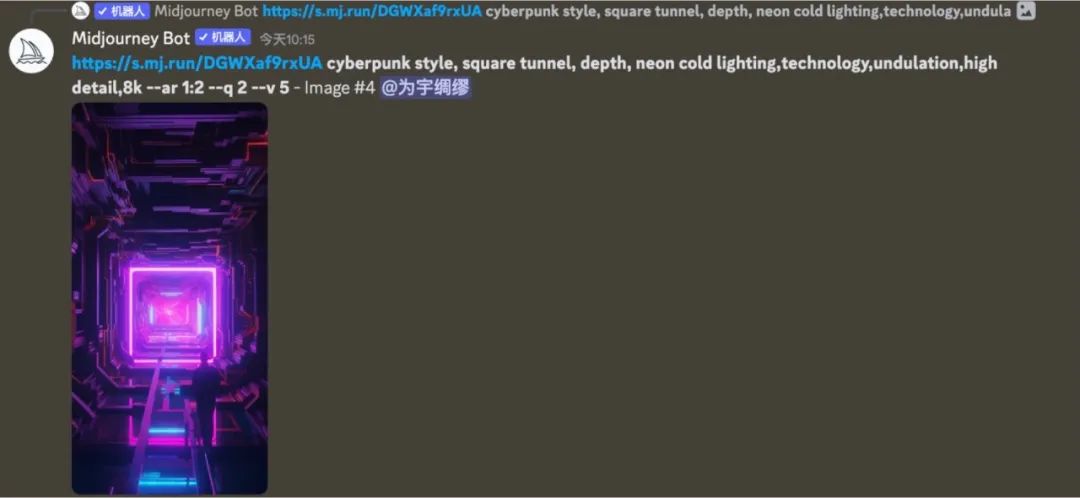 ✓ 机器人 Midjourney Bot https://s.mj.run/DGWXaf9rxUA cyberpunk style, square tunnel, depth, neon cold lighting,technology,undula
Midjourney Bot ✓ 机器人 今天10:15
https://s.mj.run/DGWXaf9rxUA cyberpunk style, square tunnel, depth, neon cold lighting,technology,undulation,high
detail,8k --ar 1:2 --q 2 --v 5 - Image #4 @为宇绸缪